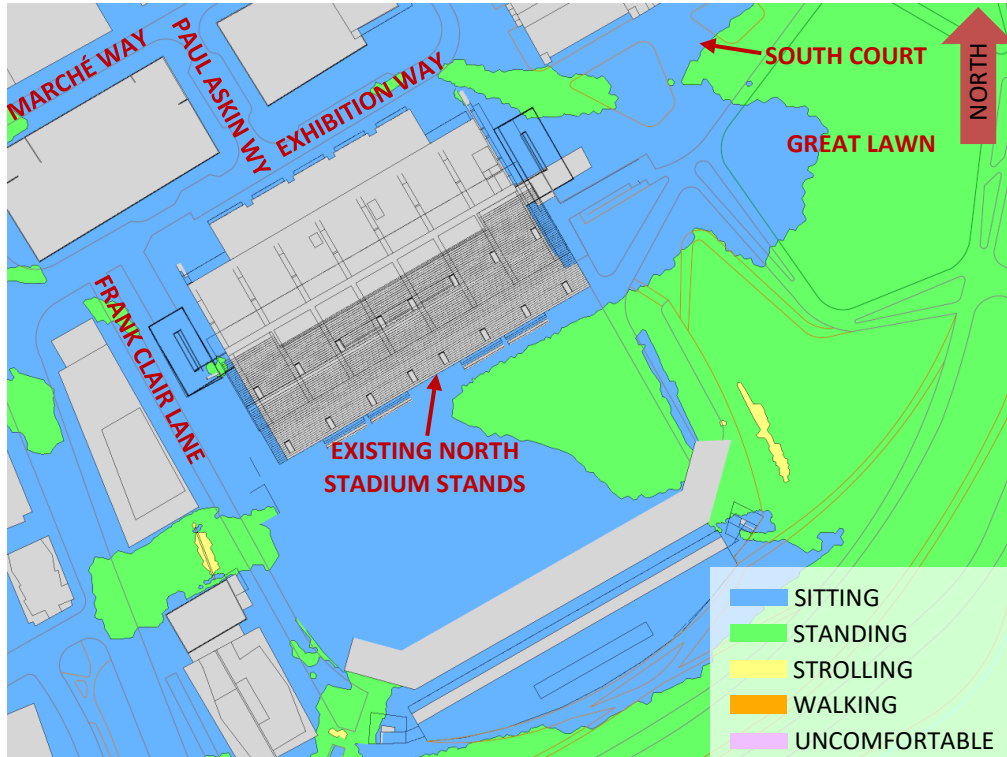 MARCHÉ WAY
PAUL ASKIN WY
EXHIBITION WAY
SOUTH COURT
NORTH
GREAT LAWN
FRANK CLAIR LANE
EXISTING NORTH
STADIUM STANDS
SITTING
STANDING
STROLLING
WALKING
UNCOMFORTABLE